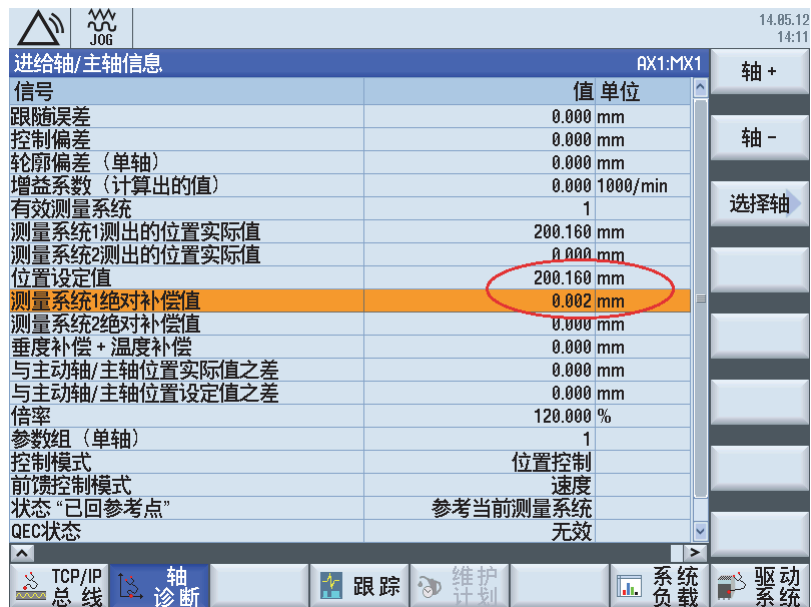 14.05.12
14:11
JOG
进给轴/主轴信息 AX1:MX1
信号 值 单位
跟随误差 0.000 mm
控制偏差 0.000 mm
轮廓偏差（单轴） 0.000 mm
增益系数（计算出的值） 0.000 1000/min
有效测量系统 1
测量系统1测出的位置实际值 200.160 mm
测量系统2测出的位置实际值 0.000 mm
位置设定值 200.160 mm
测量系统1绝对补偿值 0.002 mm
测量系统2绝对补偿值 0.000 mm
垂度补偿 + 温度补偿 0.000 mm
与主动轴/主轴位置实际值之差 0.000 mm
与主动轴/主轴位置设定值之差 0.000 mm
倍率 120.000 %
参数组（单轴） 1
控制模式 位置控制
前馈控制模式 速度
状态 “已回参考点” 参考当前测量系统
QEC状态 无效
轴 +
轴 -
选择轴
TCP/IP
总线
轴
诊断
跟踪
维护
计划
系统
负载
驱动
系统